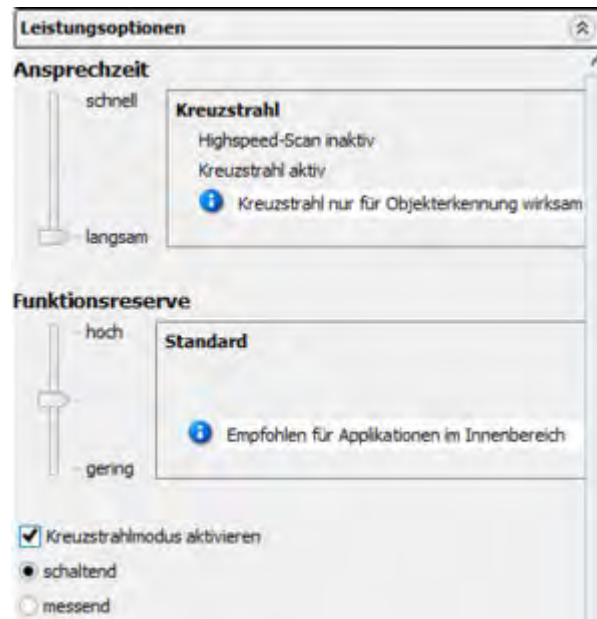 Leistungsoptionen
Ansprechzeit
schnell
Kreuzstrahl
Highspeed-Scan inaktiv
Kreuzstrahl aktiv
Kreuzstrahl nur für Objekterkennung wirksam
langsam
Funktionsreserve
hoch
Standard
Empfohlen für Applikationen im Innenbereich
gering
Kreuzstrahlmodus aktivieren
schaltend
messend